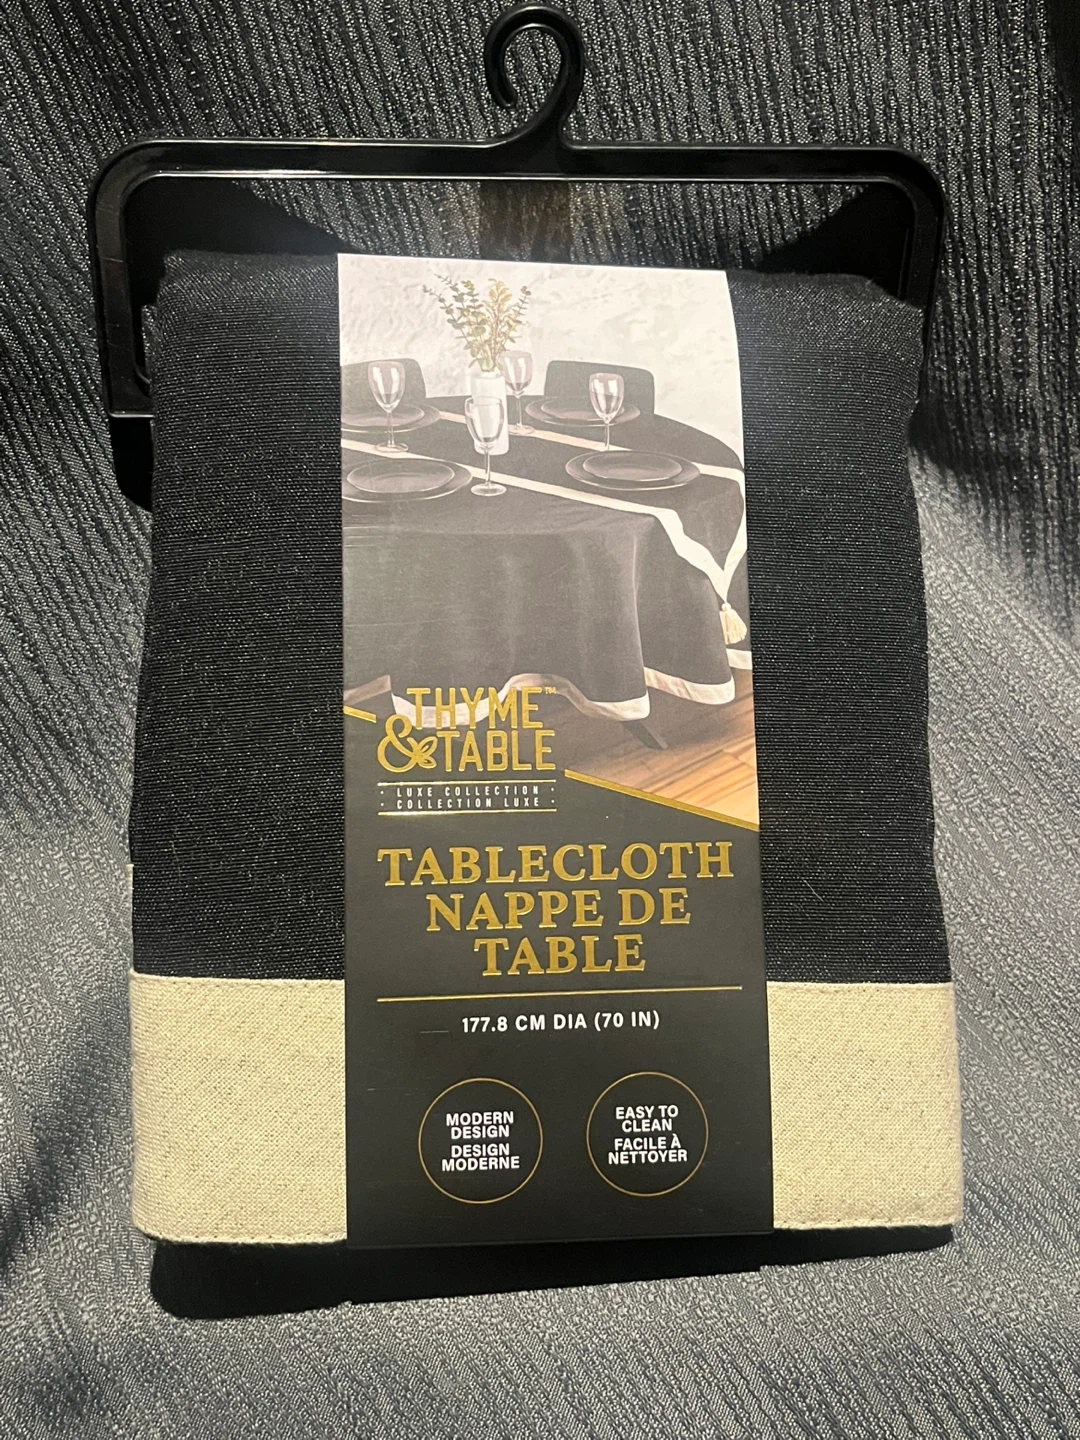 THYME™
& TABLE
· LUXE COLLECTION ·
· COLLECTION LUXE ·
TABLECLOTH
NAPPE DE
TABLE
177.8 CM DIA (70 IN)
MODERN
DESIGN
DESIGN
MODERNE
EASY TO
CLEAN
FACILE À
NETTOYER